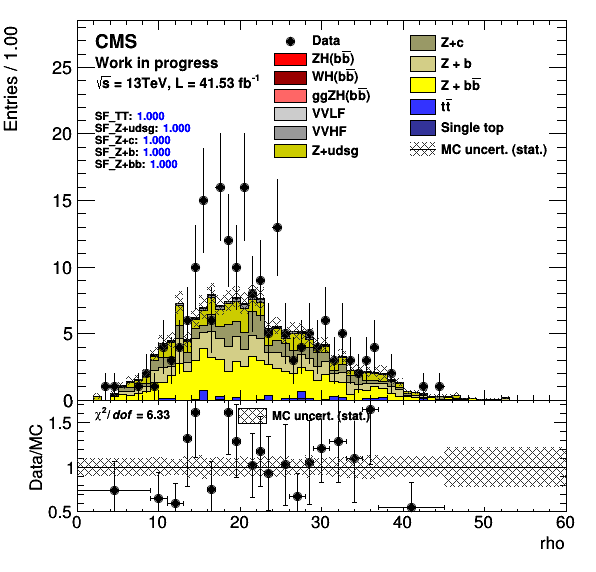 CMS
Work in progress
√s = 13TeV, L = 41.53 fb⁻¹
SF_TT: 1.000
SF_Z+udsg: 1.000
SF_Z+c: 1.000
SF_Z+b: 1.000
SF_Z+bb: 1.000
Data
ZH(bb̅)
WH(bb̅)
ggZH(bb̅)
VVLF
VVHF
Z+udsg
Z+c
Z + b
Z + bb̅
tt̅
Single top
MC uncert. (stat.)
Entries / 1.00
25
20
15
10
5
0
χ²/dof = 6.33
MC uncert. (stat.)
Data/MC
1.5
1
0.5
0 10 20 30 40 50 60
rho